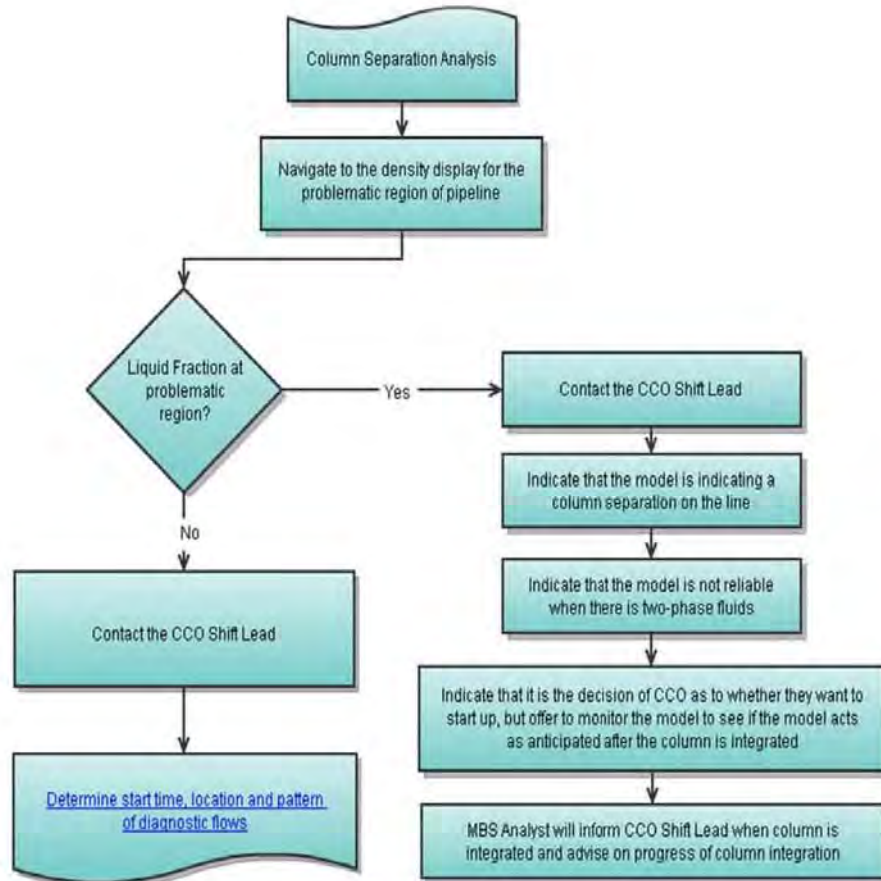 Column Separation Analysis
Navigate to the density display for the
problematic region of pipeline
Liquid Fraction at
problematic
region?
Yes
No
Contact the CCO Shift Lead
Determine start time, location and pattern
of diagnostic flows
Contact the CCO Shift Lead
Indicate that the model is indicating a
column separation on the line
Indicate that the model is not reliable
when there is two-phase fluids
Indicate that it is the decision of CCO as to whether they want to
start up, but offer to monitor the model to see if the model acts
as anticipated after the column is integrated
MBS Analyst will inform CCO Shift Lead when column is
integrated and advise on progress of column integration